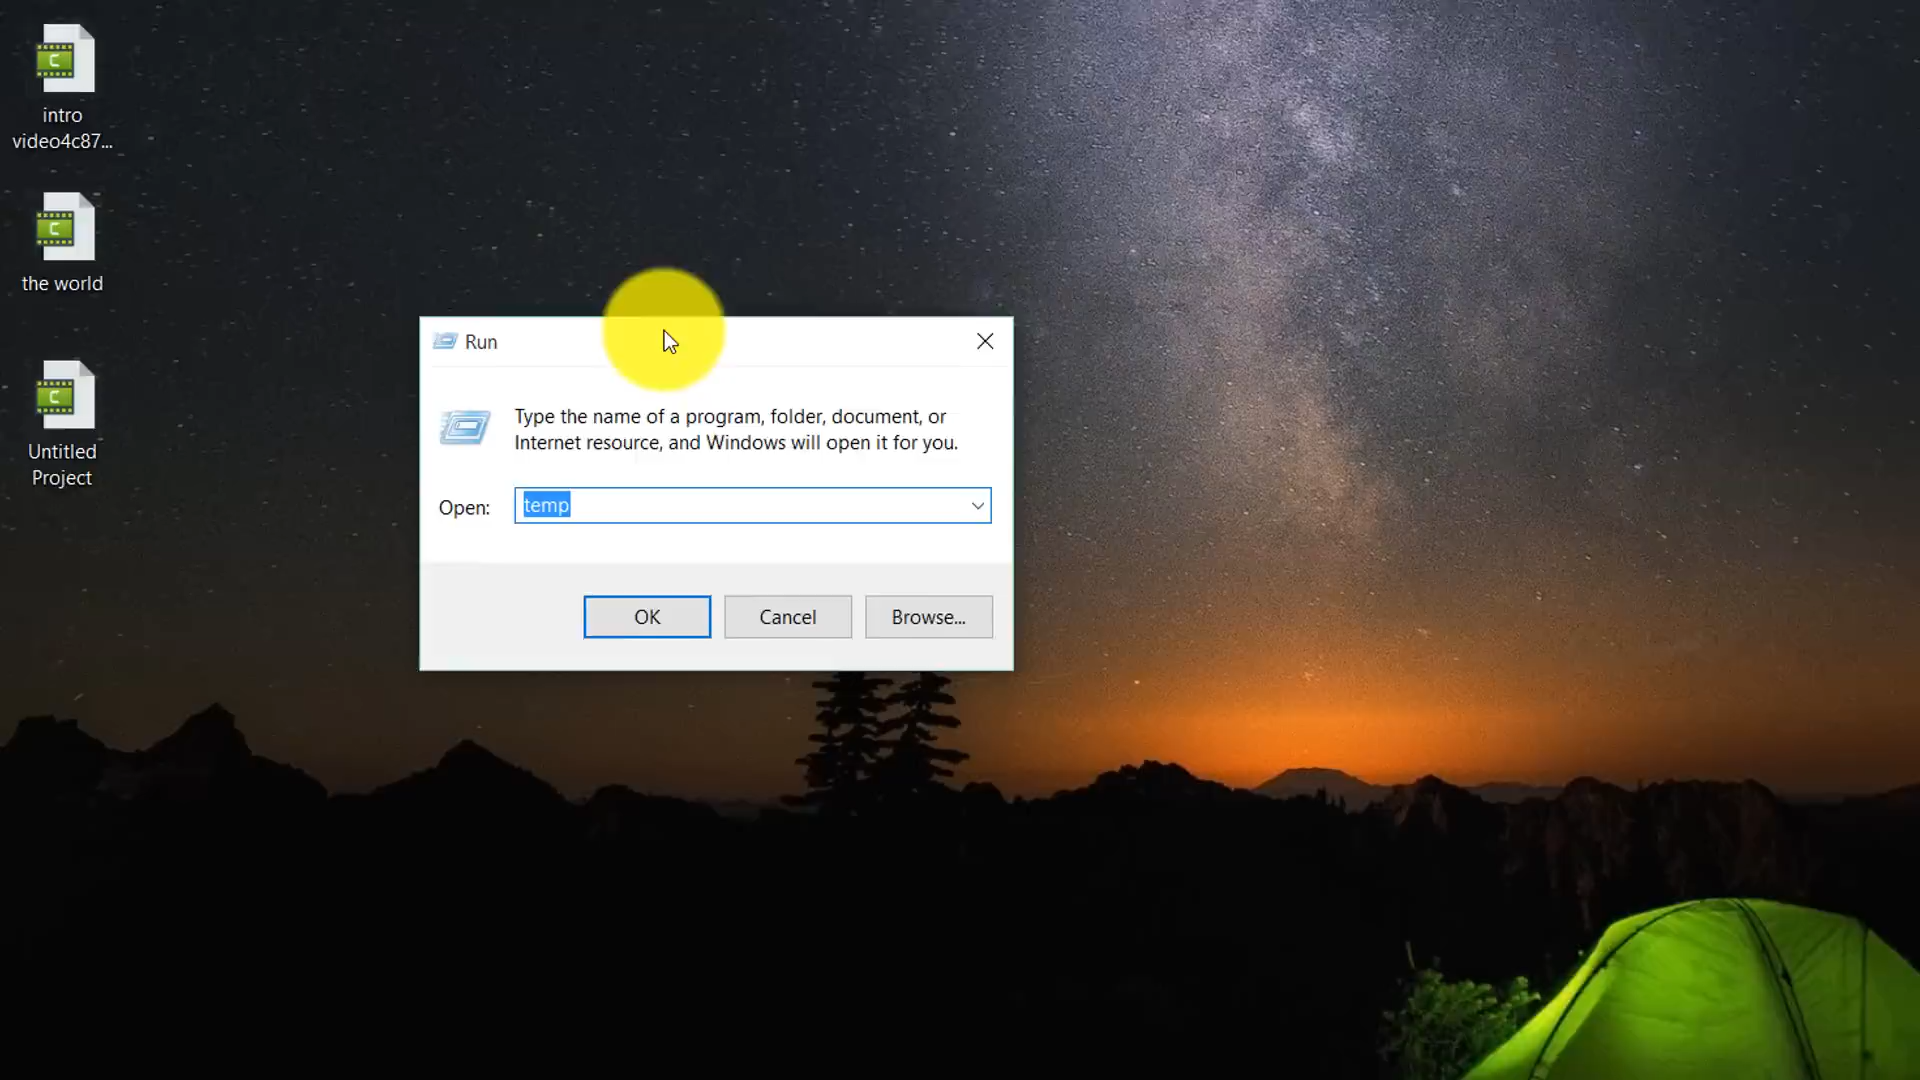 intro
video4c87...
the world
Untitled
Project
Run
Type the name of a program, folder, document, or
Internet resource, and Windows will open it for you.
Open: temp
OK Cancel Browse...